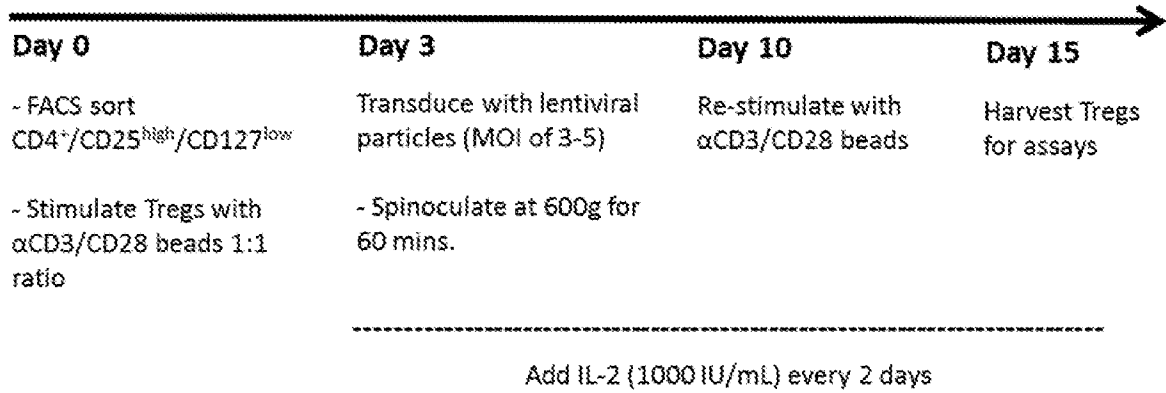 Day 0
- FACS sort
CD4⁺/CD25ʰⁱᵍʰ/CD127ˡᵒʷ
- Stimulate Tregs with
αCD3/CD28 beads 1:1
ratio
Day 3
Transduce with lentiviral
particles (MOI of 3-5)
- Spinoculate at 600g for
60 mins.
Day 10
Re-stimulate with
αCD3/CD28 beads
Day 15
Harvest Tregs
for assays
Add IL-2 (1000 IU/mL) every 2 days